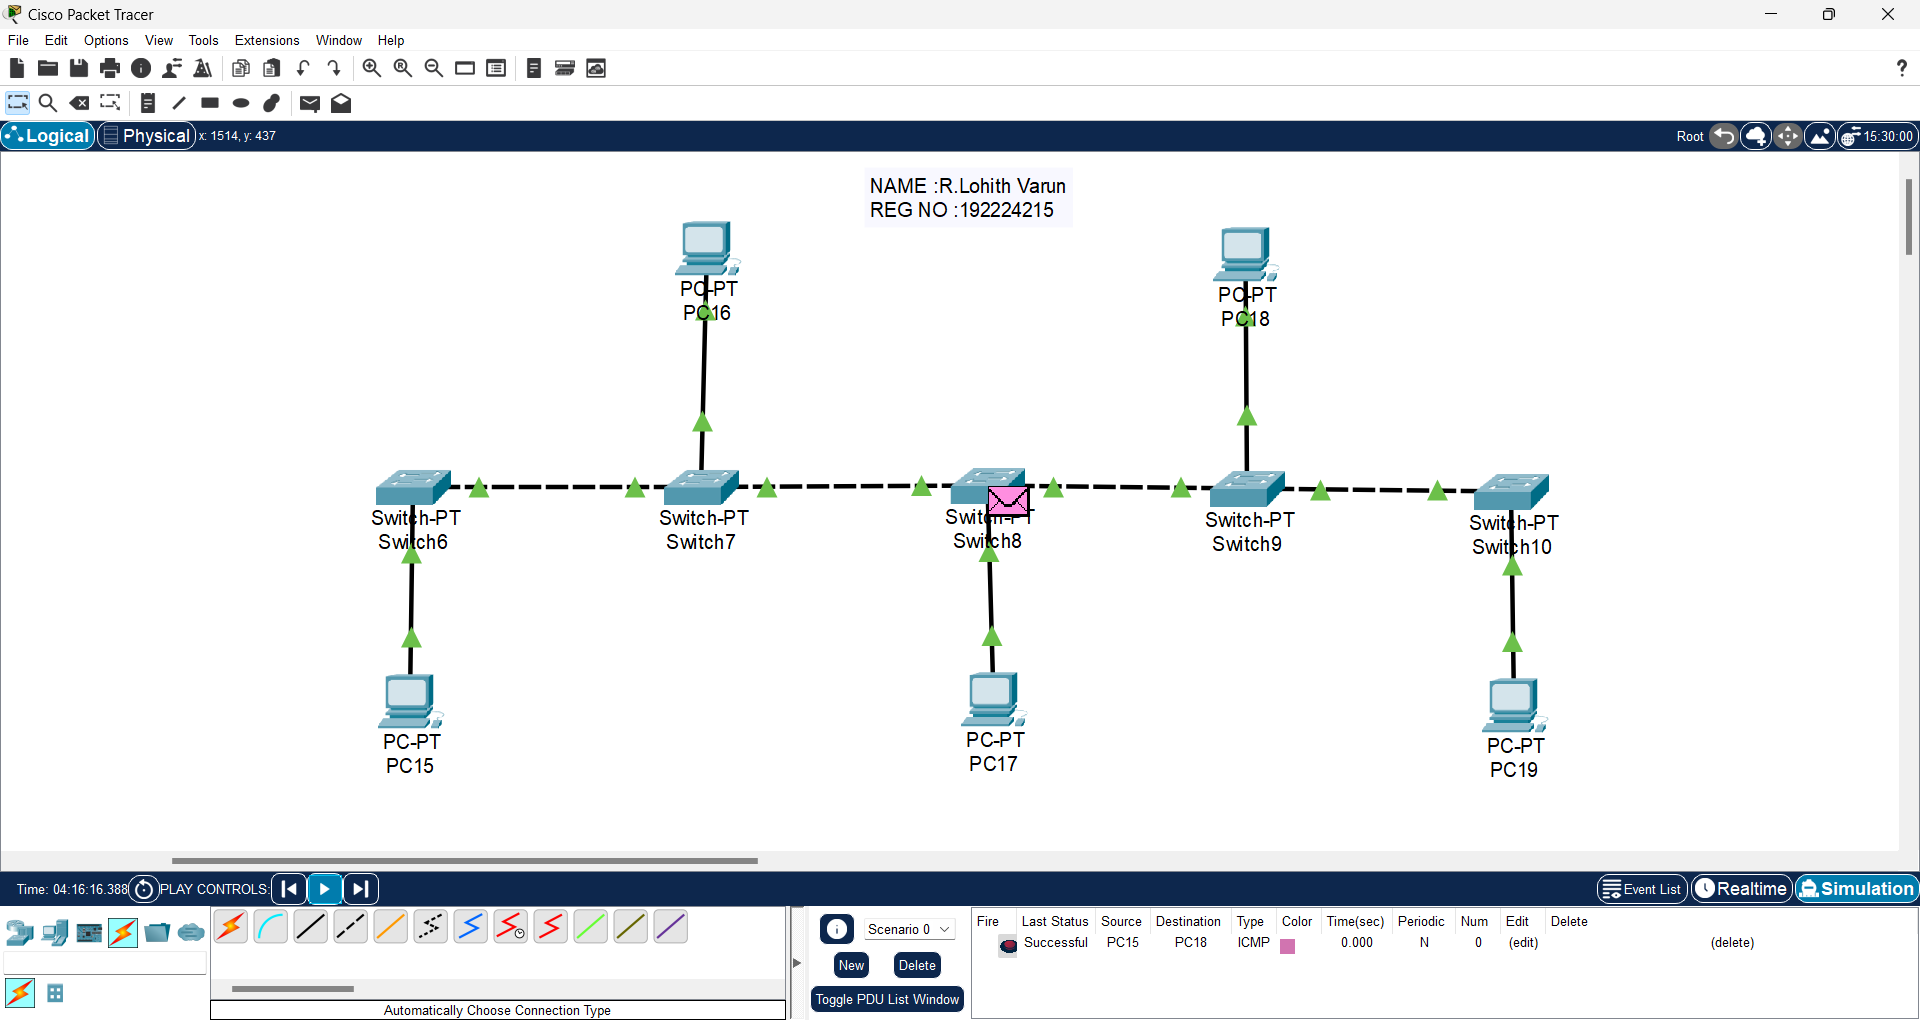 Cisco Packet Tracer
File Edit Options View Tools Extensions Window Help
?
Logical Physical x: 1514, y: 437 Root 15:30:00
NAME :R.Lohith Varun
REG NO :192224215
PC-PT
PC16
PC-PT
PC18
Switch-PT
Switch6
Switch-PT
Switch7
Switch-PT
Switch8
Switch-PT
Switch9
Switch-PT
Switch10
PC-PT
PC15
PC-PT
PC17
PC-PT
PC19
Time: 04:16:16.388 PLAY CONTROLS: Event List Realtime Simulation
Scenario 0
New Delete
Toggle PDU List Window
Fire Last Status Source Destination Type Color Time(sec) Periodic Num Edit Delete
Successful PC15 PC18 ICMP 0.000 N 0 (edit) (delete)
Automatically Choose Connection Type